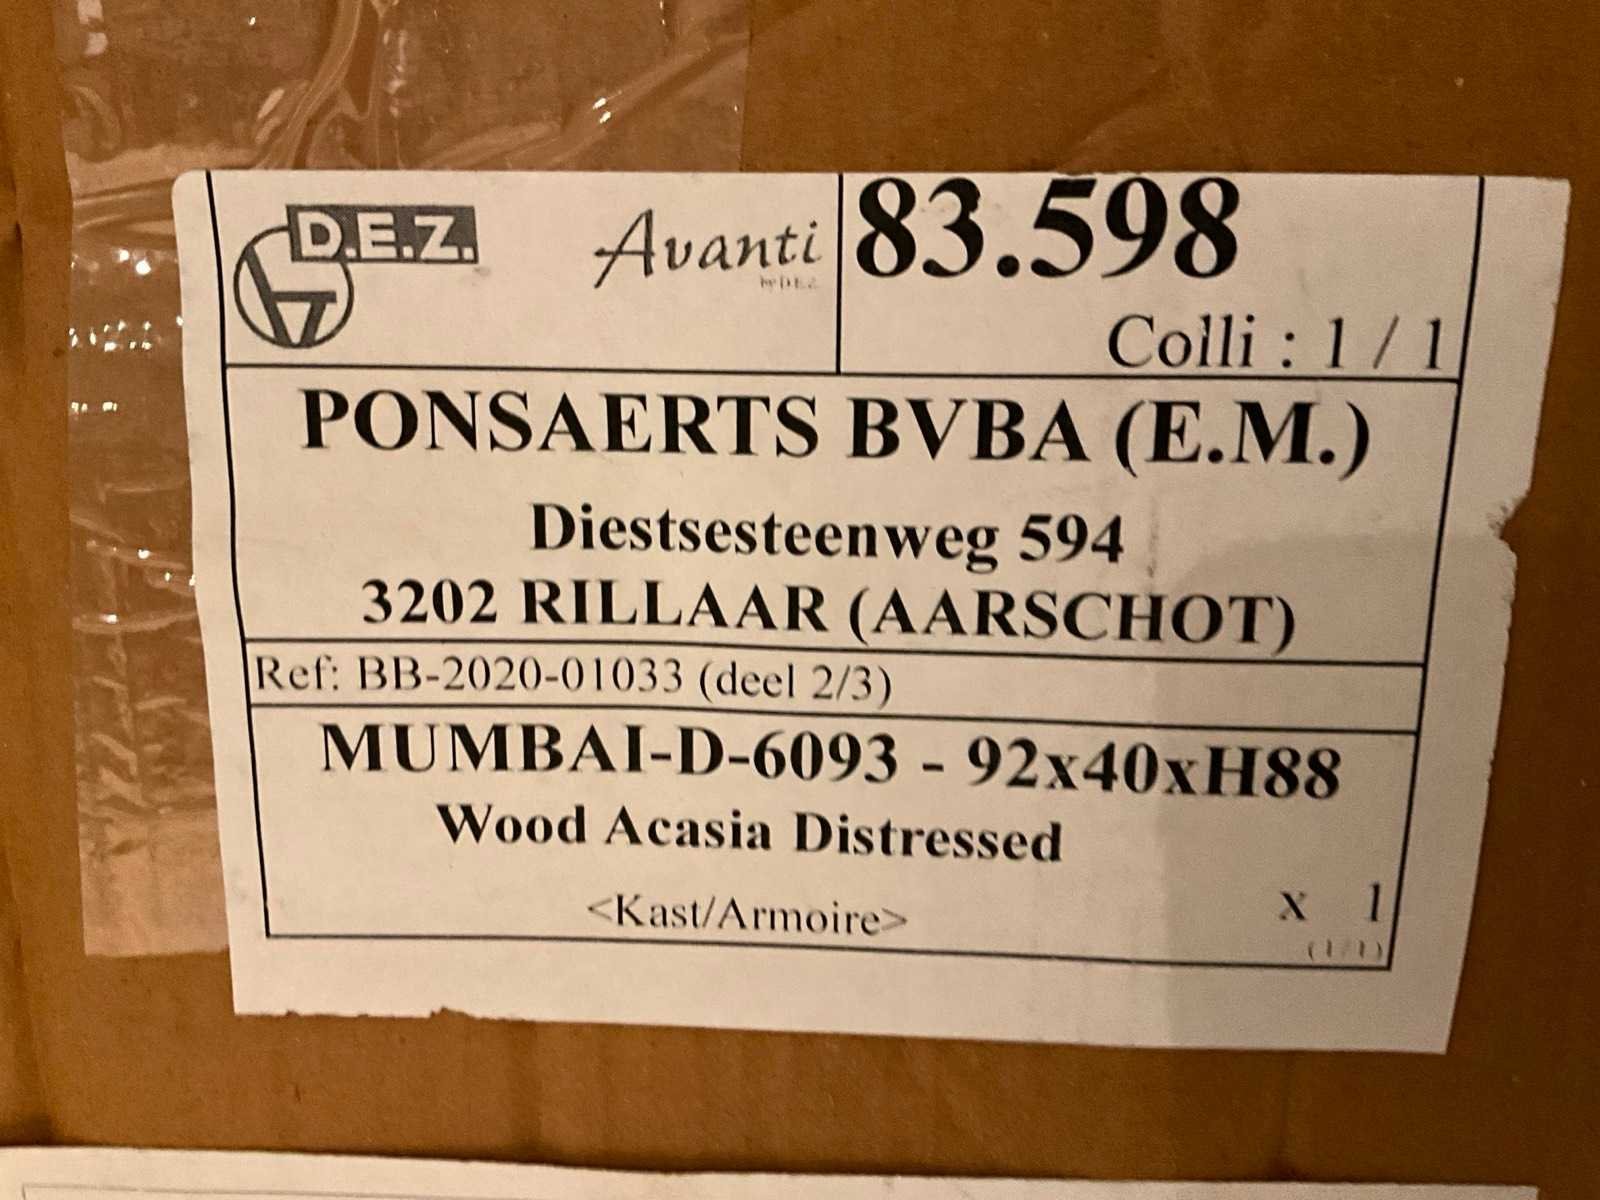 D.E.Z.
Avanti
by D.E.Z.
83.598
Colli : 1 / 1
PONSAERTS BVBA (E.M.)
Diestsesteenweg 594
3202 RILLAAR (AARSCHOT)
Ref: BB-2020-01033 (deel 2/3)
MUMBAI-D-6093 - 92x40xH88
Wood Acasia Distressed
<Kast/Armoire>
x 1
(1/1)